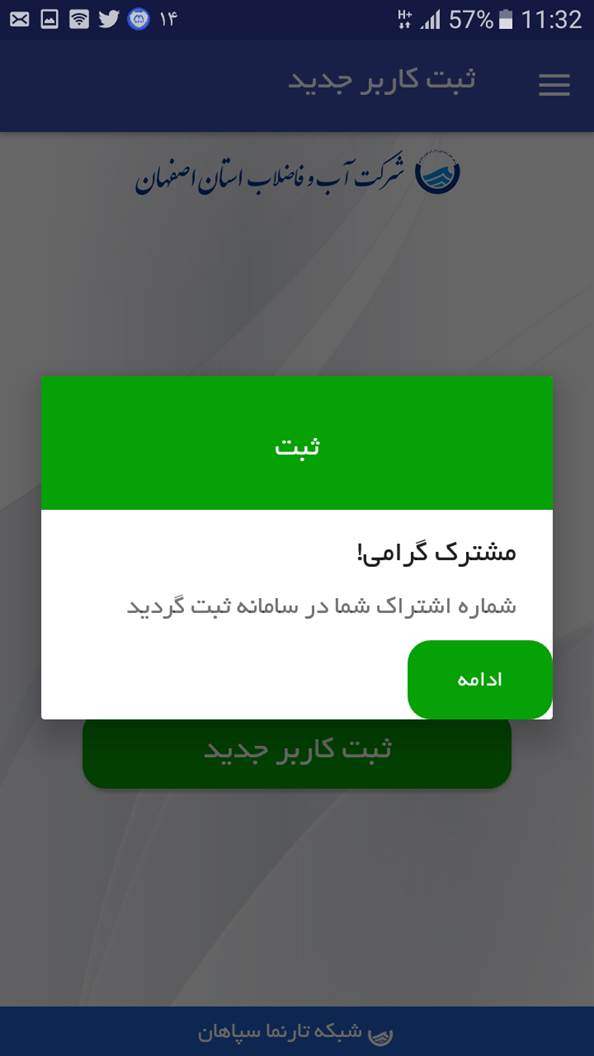 ۱۴ H+ 57% 11:32
ثبت کاربر جدید
شرکت آب و فاضلاب استان اصفهان
ثبت
مشترک گرامی!
شماره اشتراک شما در سامانه ثبت گردید
ادامه
ثبت کاربر جدید
شبکه تارنما سپاهان